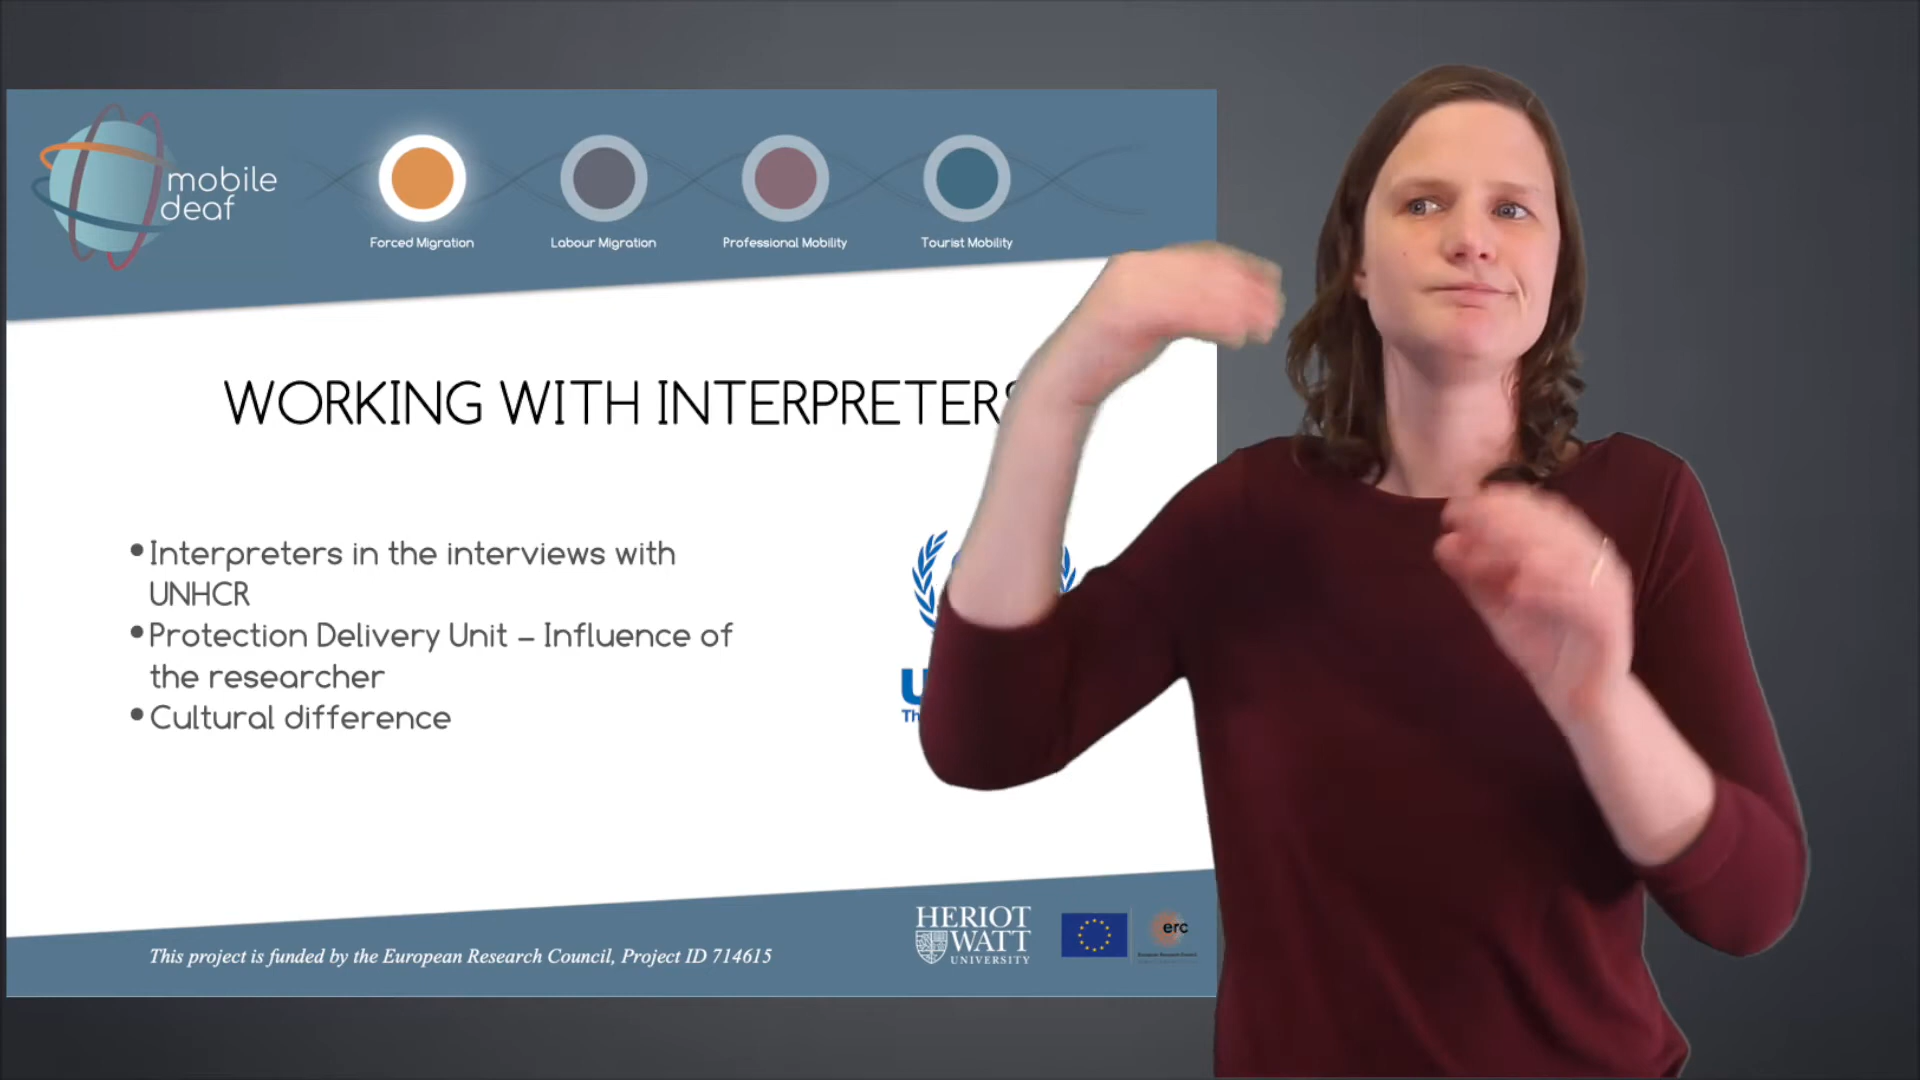 mobile
deaf
Forced Migration
Labour Migration
Professional Mobility
Tourist Mobility
WORKING WITH INTERPRETERS
•Interpreters in the interviews with
UNHCR
•Protection Delivery Unit – Influence of
the researcher
•Cultural difference
This project is funded by the European Research Council, Project ID 714615
HERIOT
WATT
UNIVERSITY
erc